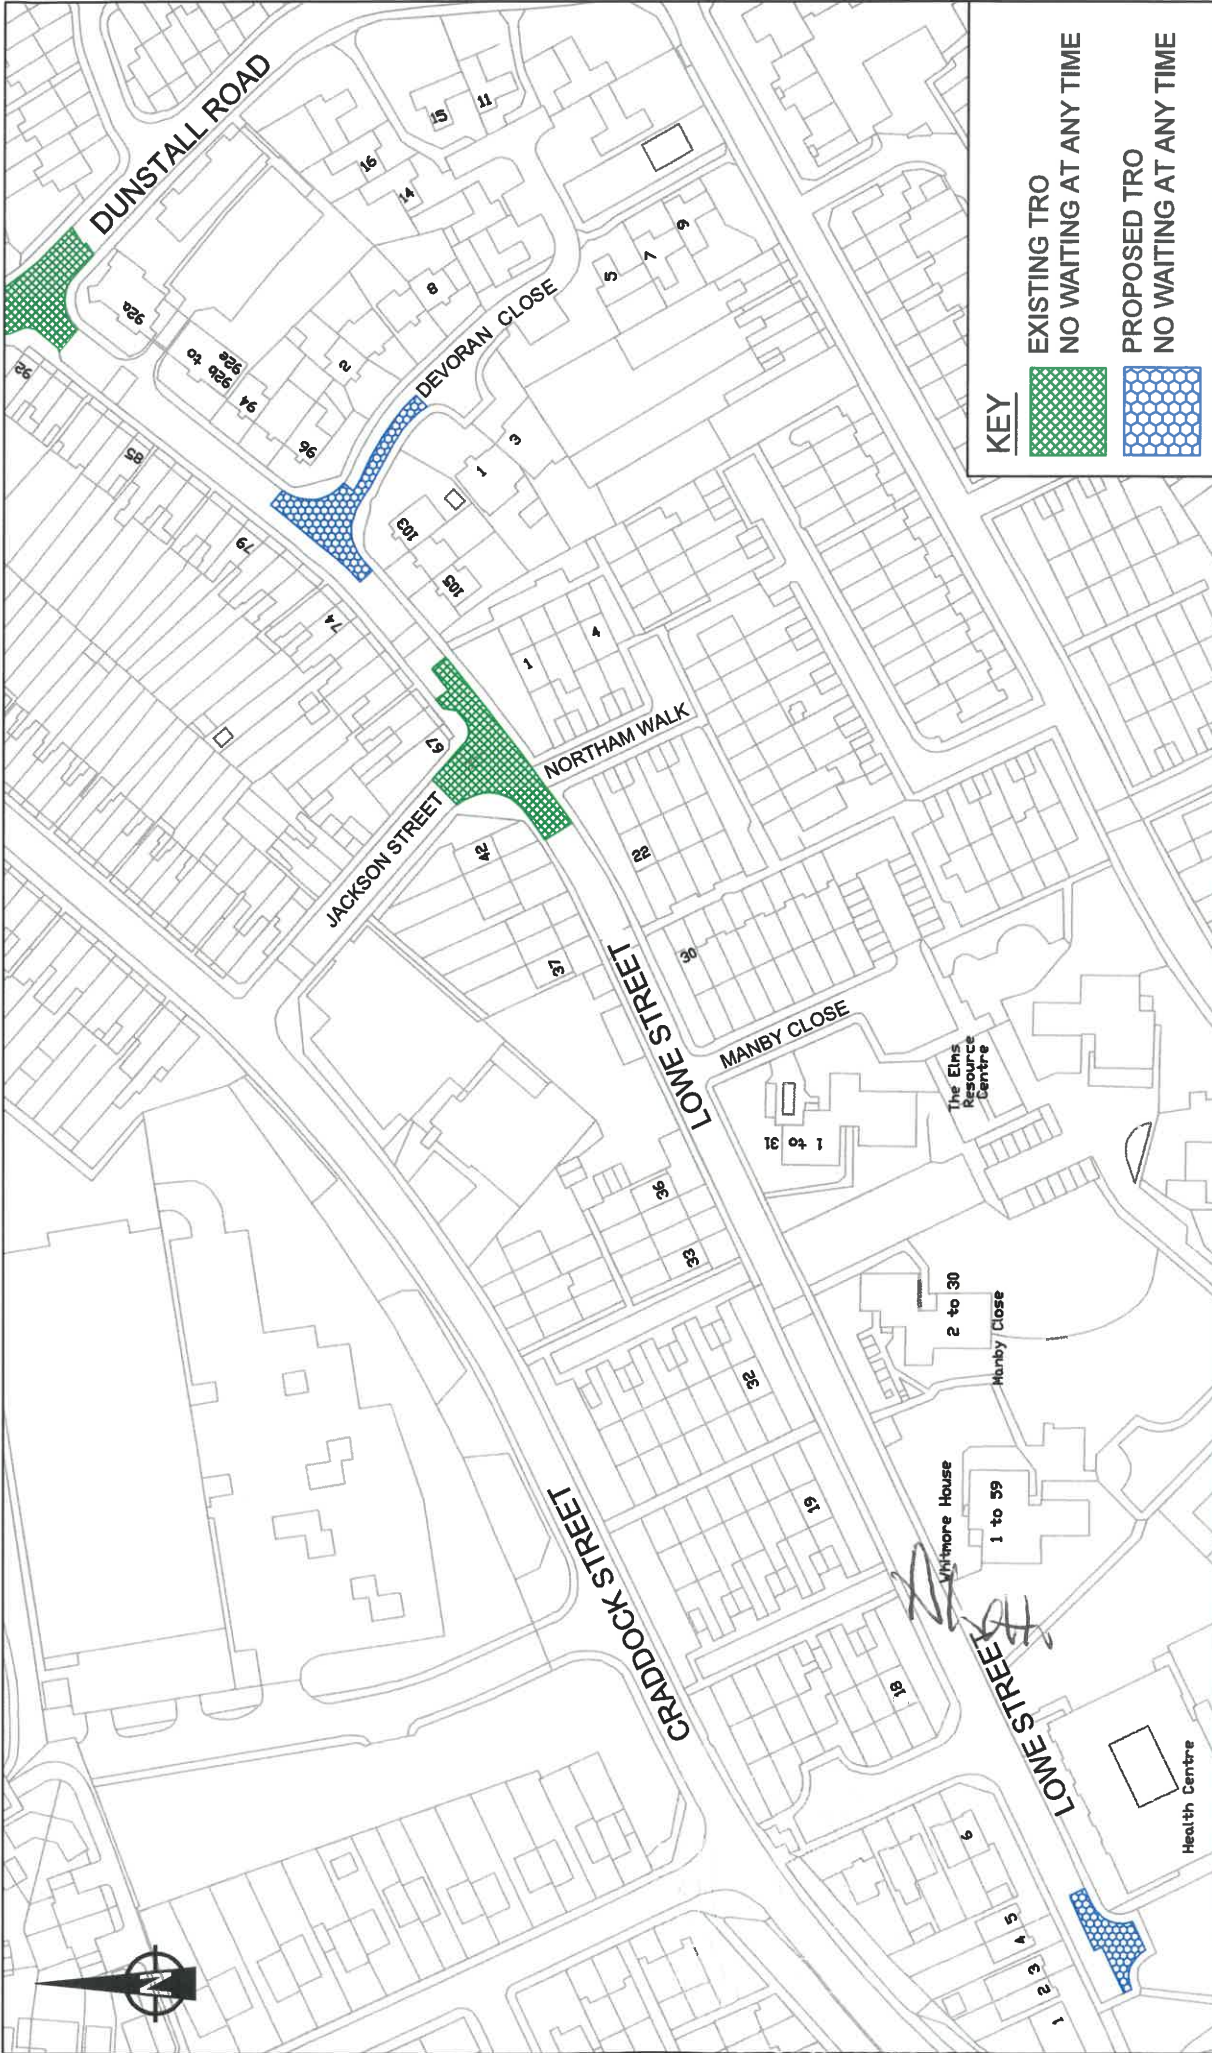 DUNSTALL ROAD
92
92a
92b to
92e
94
96
85
79
74
67
2
8
14
16
15
11
5
7
9
DEVORAN CLOSE
1
3
103
105
1
4
NORTHAM WALK
JACKSON STREET
42
37
22
30
LOWE STREET
MANBY CLOSE
The Elms
Resource
Centre
1 to 31
36
33
32
2 to 30
Manby Close
19
Whitmore House
1 to 59
CRADDOCK STREET
18
LOWE STREET
Health Centre
6
5
4
3
2
1
N
KEY
EXISTING TRO
NO WAITING AT ANY TIME
PROPOSED TRO
NO WAITING AT ANY TIME